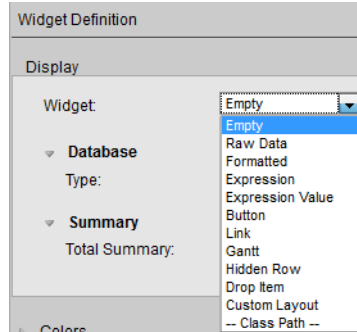 Widget Definition
Display
Widget: Empty
Empty
Raw Data
Database Formatted
Type: Expression
Expression Value
Summary Button
Total Summary: Link
Gantt
Hidden Row
Drop Item
Custom Layout
Colors -- Class Path --